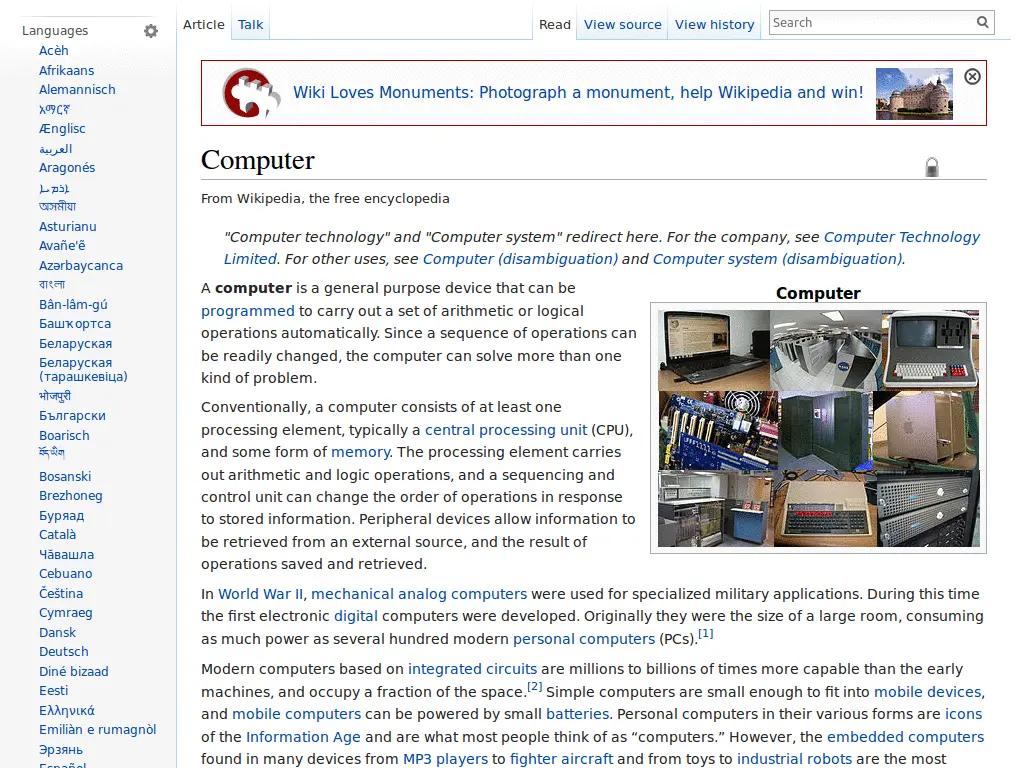 Languages
Acèh
Afrikaans
Alemannisch
አማርኛ
Ænglisc
العربية
Aragonés
ܐܪܡܝܐ
অসমীয়া
Asturianu
Avañe'ẽ
Azərbaycanca
বাংলা
Bân-lâm-gú
Башҡортса
Беларуская
Беларуская
(тарашкевіца)
भोजपुरी
Български
Boarisch
བོད་ཡིག
Bosanski
Brezhoneg
Буряад
Català
Чӑвашла
Cebuano
Čeština
Cymraeg
Dansk
Deutsch
Diné bizaad
Eesti
Ελληνικά
Emiliàn e rumagnòl
Эрзянь
Español
Article Talk Read View source View history Search
Wiki Loves Monuments: Photograph a monument, help Wikipedia and win!
Computer
From Wikipedia, the free encyclopedia
"Computer technology" and "Computer system" redirect here. For the company, see Computer Technology
Limited. For other uses, see Computer (disambiguation) and Computer system (disambiguation).
A computer is a general purpose device that can be
programmed to carry out a set of arithmetic or logical
operations automatically. Since a sequence of operations can
be readily changed, the computer can solve more than one
kind of problem.
Conventionally, a computer consists of at least one
processing element, typically a central processing unit (CPU),
and some form of memory. The processing element carries
out arithmetic and logic operations, and a sequencing and
control unit can change the order of operations in response
to stored information. Peripheral devices allow information to
be retrieved from an external source, and the result of
operations saved and retrieved.
Computer
In World War II, mechanical analog computers were used for specialized military applications. During this time
the first electronic digital computers were developed. Originally they were the size of a large room, consuming
as much power as several hundred modern personal computers (PCs).[1]
Modern computers based on integrated circuits are millions to billions of times more capable than the early
machines, and occupy a fraction of the space.[2] Simple computers are small enough to fit into mobile devices,
and mobile computers can be powered by small batteries. Personal computers in their various forms are icons
of the Information Age and are what most people think of as “computers.” However, the embedded computers
found in many devices from MP3 players to fighter aircraft and from toys to industrial robots are the most